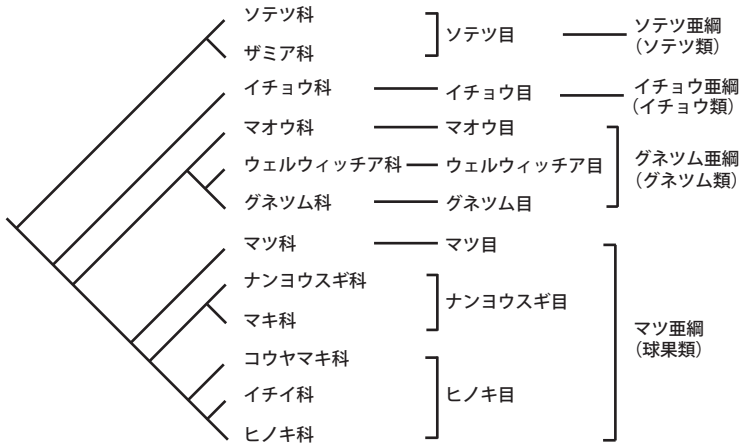 ソテツ科
ソテツ目
ソテツ亜綱
(ソテツ類)
ザミア科
イチョウ科
イチョウ目
イチョウ亜綱
(イチョウ類)
マオウ科
マオウ目
ウェルウィッチア科
ウェルウィッチア目
グネツム亜綱
(グネツム類)
グネツム科
グネツム目
マツ科
マツ目
ナンヨウスギ科
ナンヨウスギ目
マキ科
マツ亜綱
(球果類)
コウヤマキ科
イチイ科
ヒノキ目
ヒノキ科